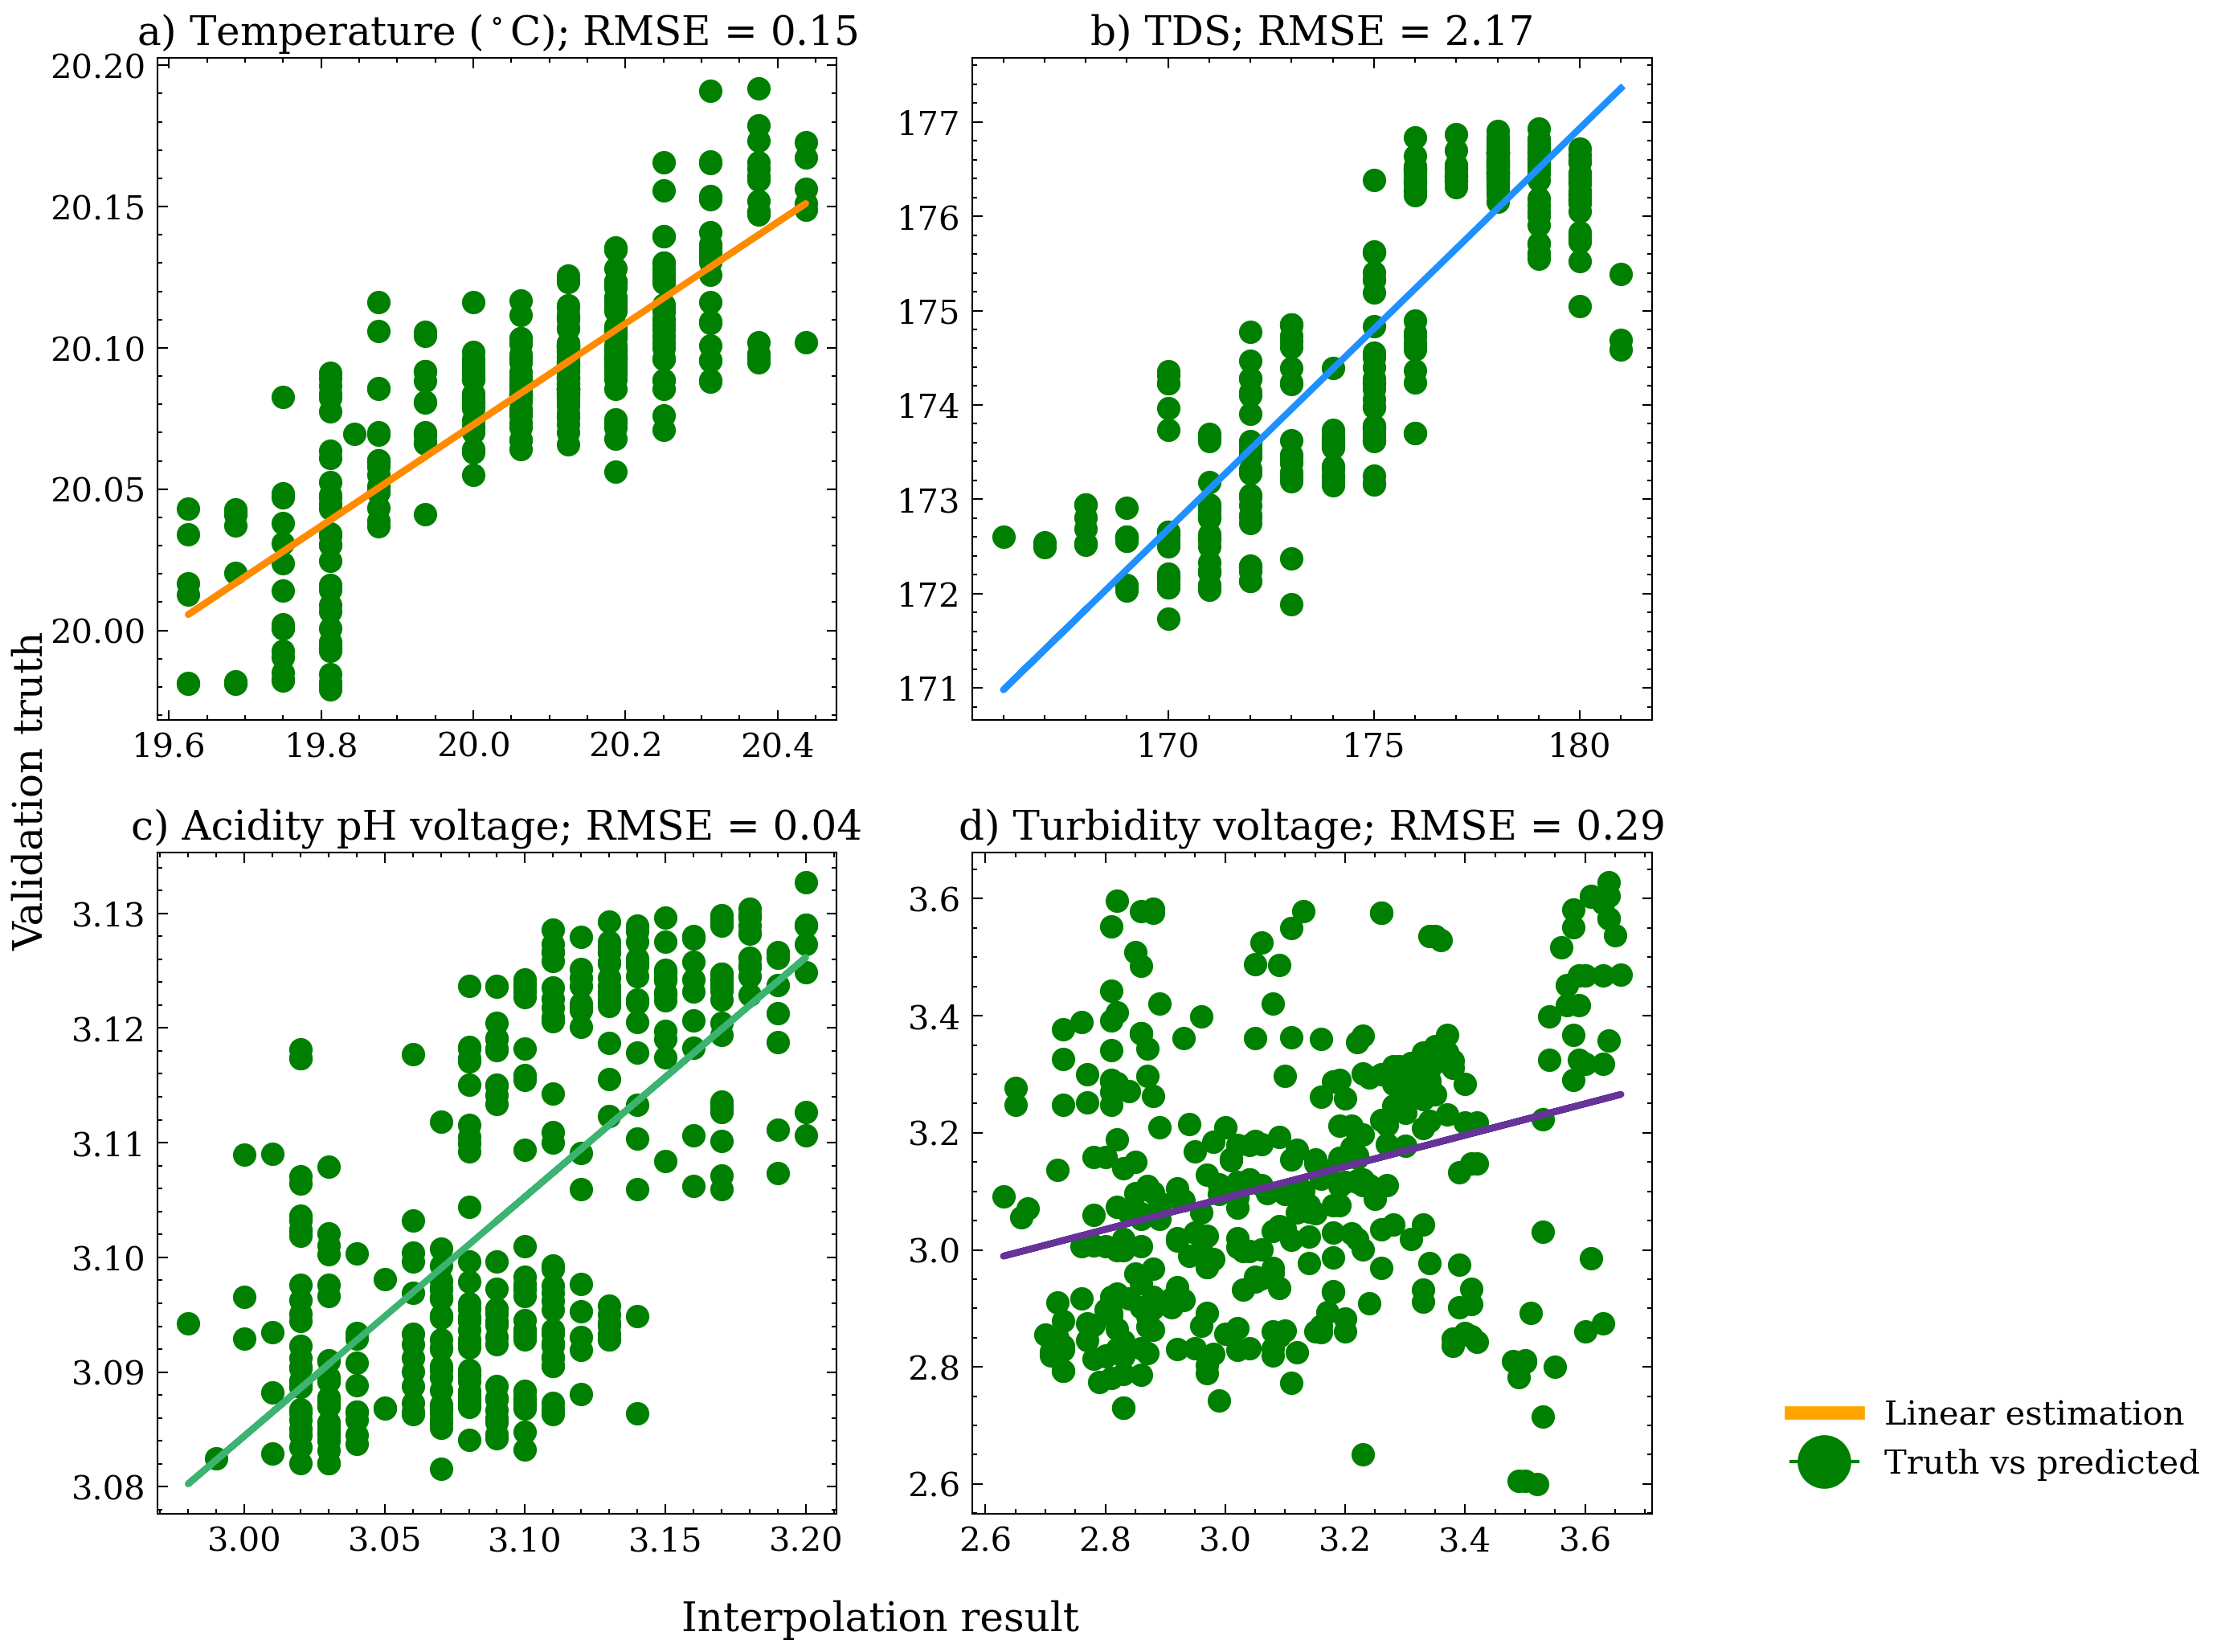 a) Temperature (°C); RMSE = 0.15
b) TDS; RMSE = 2.17
20.20
20.15
20.10
20.05
20.00
19.6 19.8 20.0 20.2 20.4
177
176
175
174
173
172
171
170 175 180
Validation truth
c) Acidity pH voltage; RMSE = 0.04
d) Turbidity voltage; RMSE = 0.29
3.13
3.12
3.11
3.10
3.09
3.08
3.00 3.05 3.10 3.15 3.20
3.6
3.4
3.2
3.0
2.8
2.6
2.6 2.8 3.0 3.2 3.4 3.6
Linear estimation
Truth vs predicted
Interpolation result